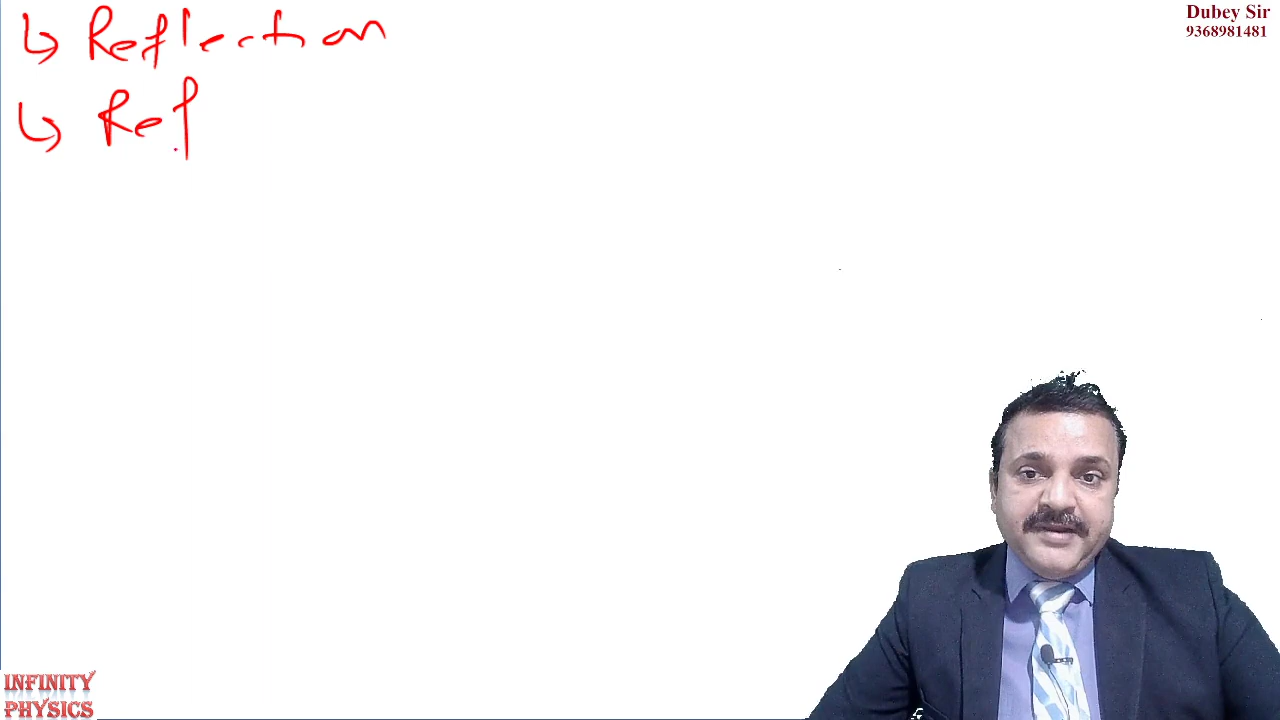 ↳ Reflection
↳ Ref
Dubey Sir
9368981481
INFINITY
PHYSICS